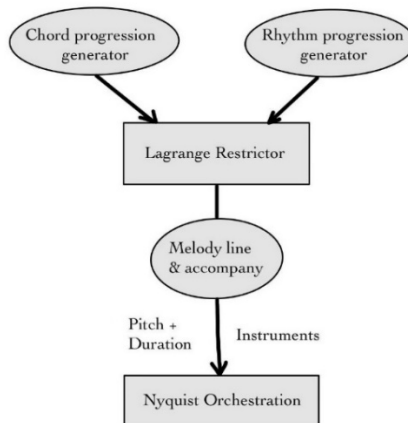 Chord progression
generator
Rhythm progression
generator
Lagrange Restrictor
Melody line
& accompany
Pitch +
Duration
Instruments
Nyquist Orchestration